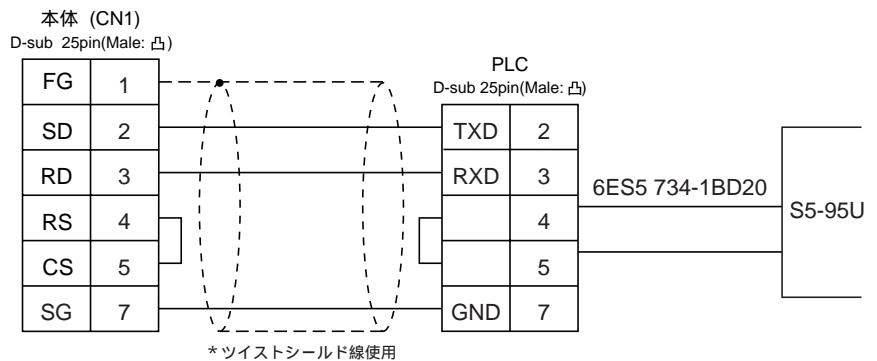 本体 (CN1)
D-sub 25pin(Male: 凸)
FG 1
SD 2
RD 3
RS 4
CS 5
SG 7
PLC
D-sub 25pin(Male: 凸)
TXD 2
RXD 3
4
5
GND 7
6ES5 734-1BD20
S5-95U
*ツイストシールド線使用